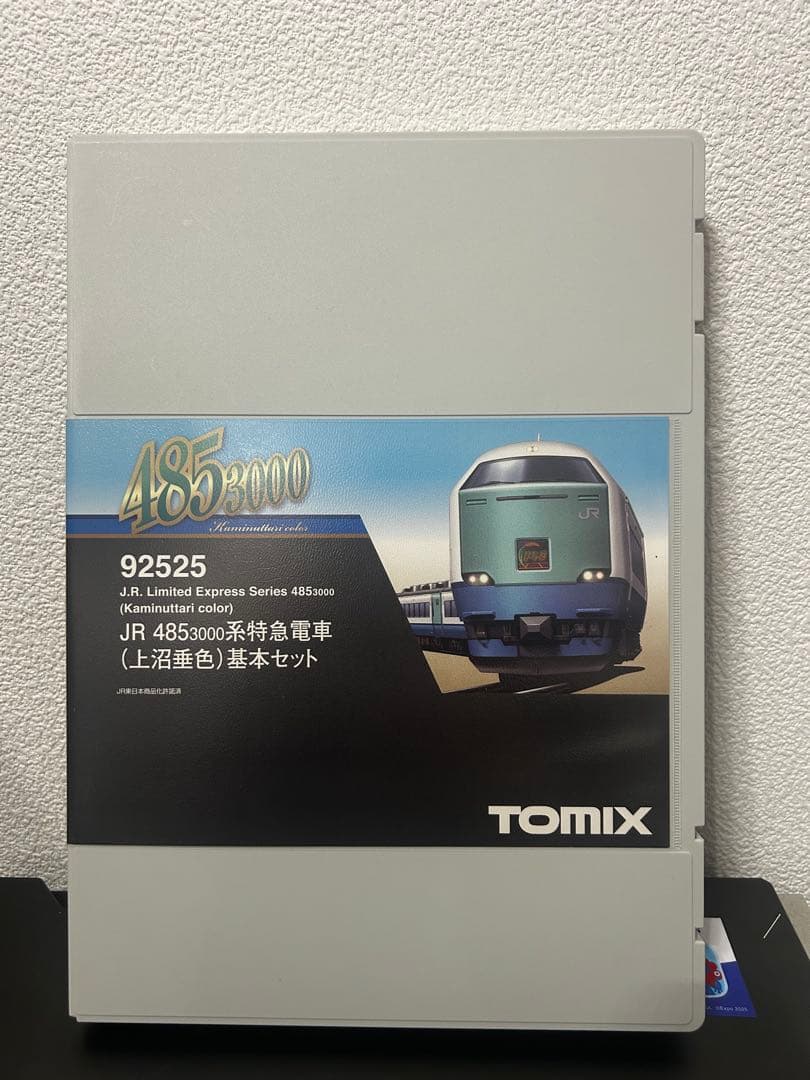 4853000
Kaminuttari color
92525
J.R. Limited Express Series 4853000
(Kaminuttari color)
JR 4853000系特急電車
(上沼垂色)基本セット
JR東日本商品化許諾済
JR
TOMIX
©Expo 2025